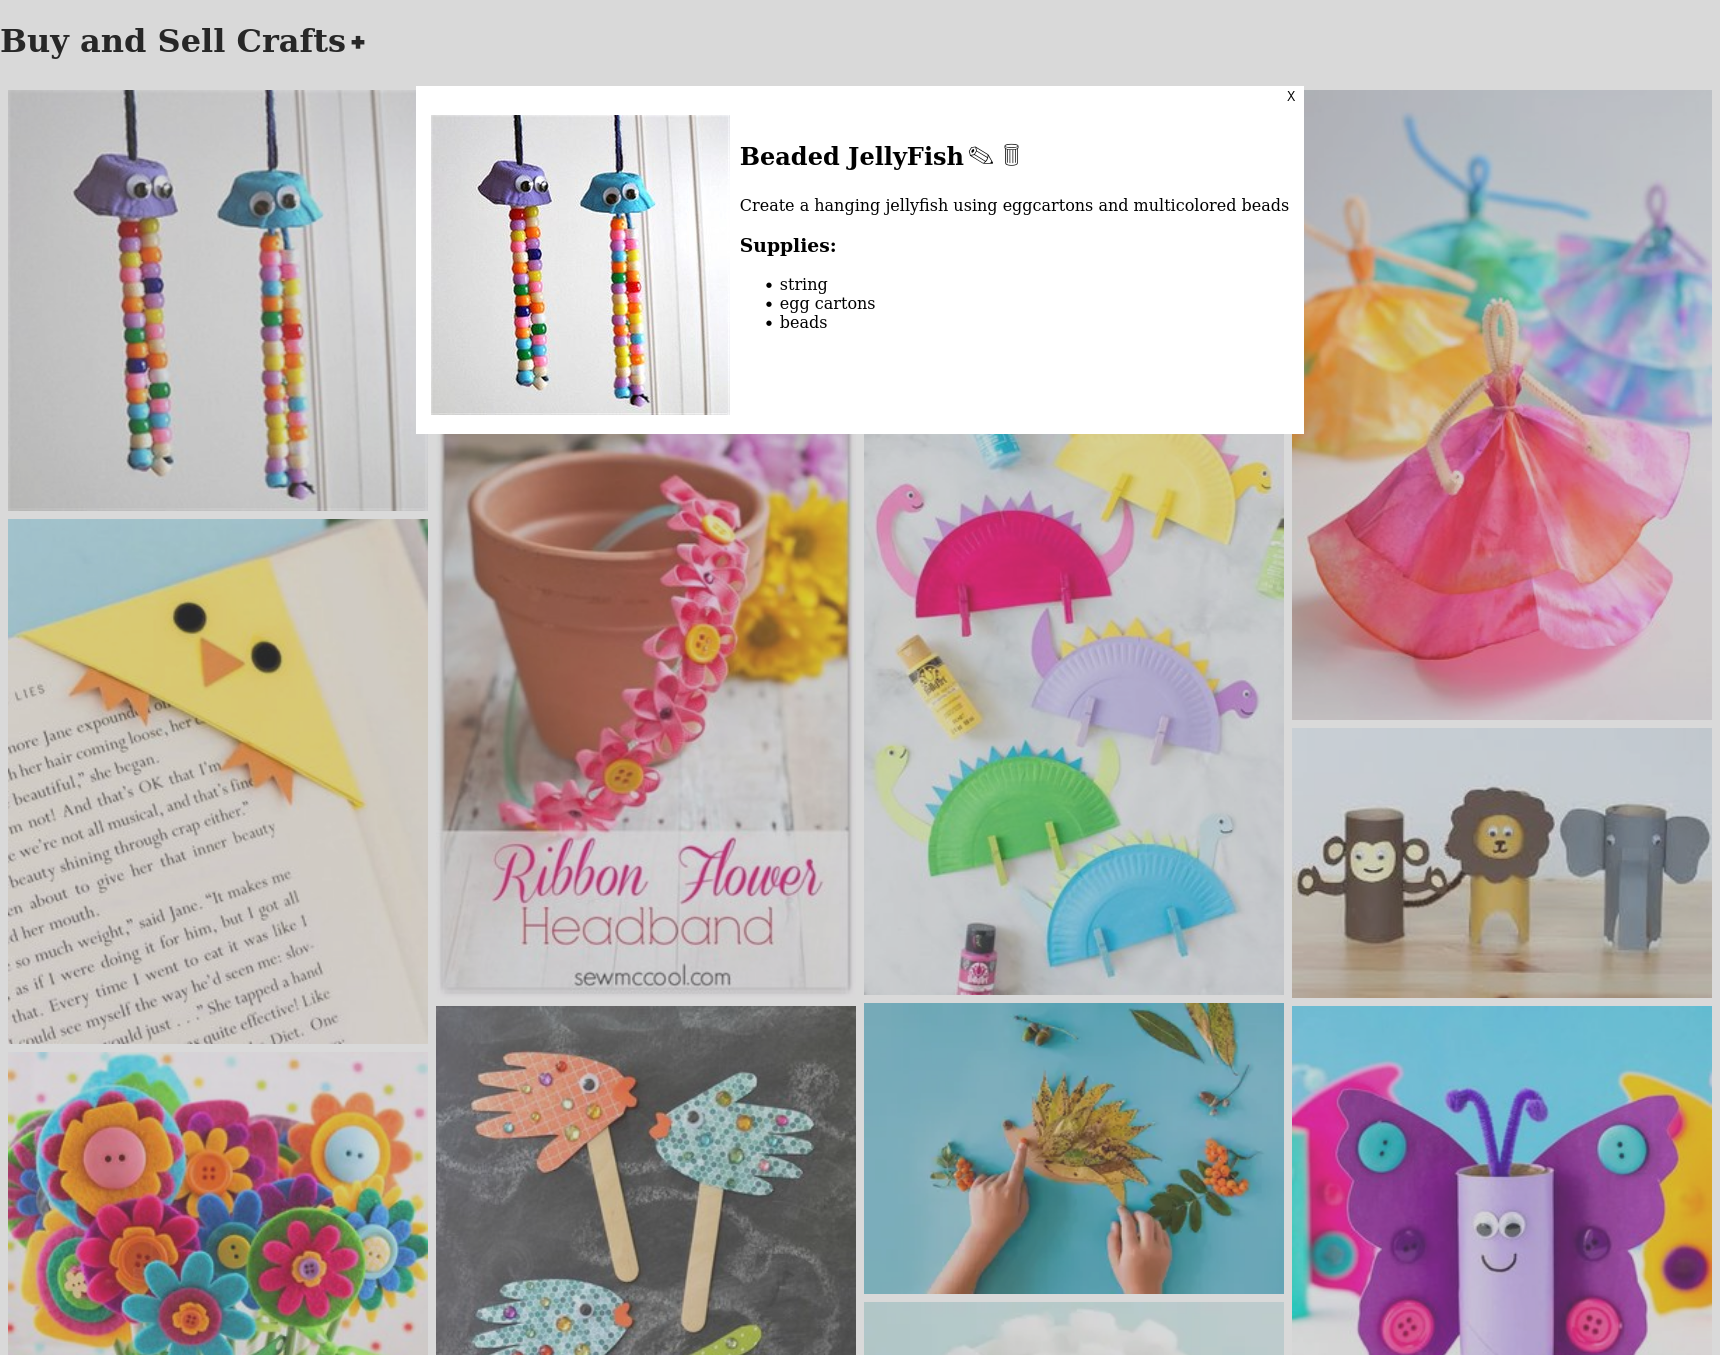 Buy and Sell Crafts
X
Beaded JellyFish
Create a hanging jellyfish using eggcartons and multicolored beads
Supplies:
string
egg cartons
beads
LIES
more Jane expounded
her hair coming loose, her
beautiful,” she began.
not! And that's OK that I'm
we're not all musical, and that's fine
beauty shining through crap either.”
about to give her that inner beauty
her mouth.
so much weight,” said Jane. “It makes me
as if I were doing it for him, but I got all
that. Every time I went to eat it was like I
could see myself the way he'd seen me: slov-
would just . . .” She tapped a hand
quite effective! Like
Diet. One
Ribbon Flower
Headband
sewmccool.com